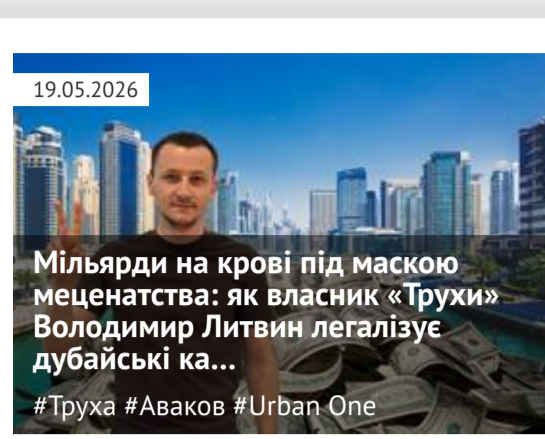 19.05.2026
Мільярди на крові під маскою
меценатства: як власник «Трухи»
Володимир Литвин легалізує
дубайські ка...
#Труха #Аваков #Urban One